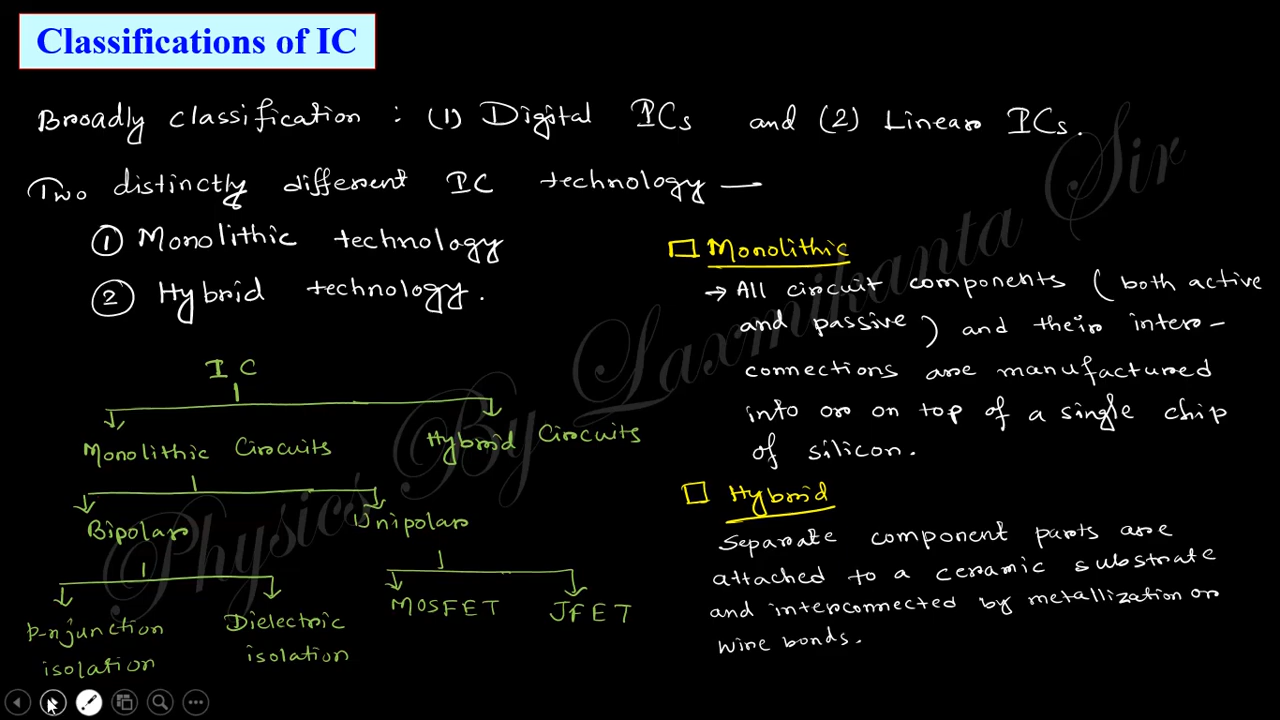 Classifications of IC
Broadly classification : (1) Digital ICs and (2) Linear ICs.
Two distinctly different IC technology —
① Monolithic technology
② Hybrid technology.
IC
Monolithic Circuits
Hybrid Circuits
Bipolar
Unipolar
P-n junction
isolation
Dielectric
isolation
MOSFET
JFET
Monolithic
→ All circuit components ( both active
and passive ) and their inter-
connections are manufactured
into or on top of a single chip
of silicon.
Hybrid
Separate component parts are
attached to a ceramic substrate
and interconnected by metallization or
wire bonds.
Physics By Laxmikanta Sir